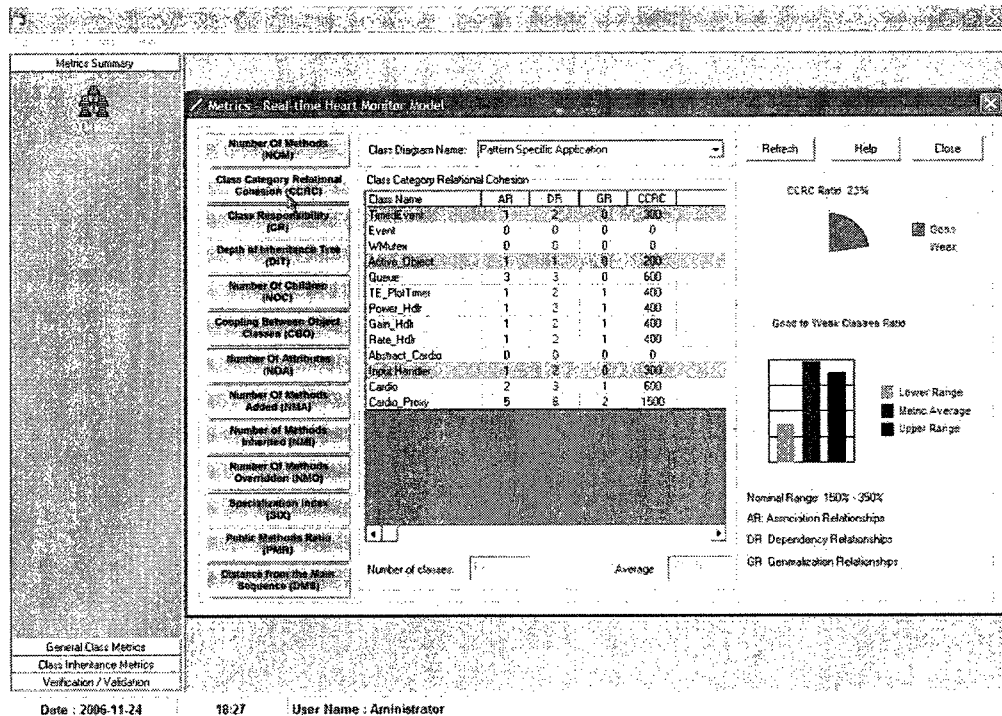 Metrics Summary
Metrics - Real-time Heart Monitor Model
Number Of Methods
(NOM)
Class Category Relational
Cohesion (CCRC)
Class Responsibility
(CR)
Depth of Inheritance Tree
(DIT)
Number Of Children
(NOC)
Coupling Between Object
Classes (CBO)
Number Of Attributes
(NOA)
Number Of Methods
Added (NMA)
Number of Methods
Inherited (NMI)
Number Of Methods
Overridden (NMO)
Specialization Index
(SIX)
Public Methods Ratio
(PMR)
Distance from the Main
Sequence (DMS)
Class Diagram Name: Pattern Specific Application
Class Category Relational Cohesion
Class Name AR DR GR CCRC
TimedEvent 1 2 0 300
Event 0 0 0 0
WMutex 0 0 0 0
Active_Object 1 1 0 200
Queue 3 3 0 600
TE_PlotTimer 1 2 1 400
Power_Hdlr 1 2 1 400
Gain_Hdlr 1 2 1 400
Rate_Hdlr 1 2 1 400
Abstract_Cardio 0 0 0 0
Input Handler 1 2 0 300
Cardio 2 3 1 600
Cardio_Proxy 5 8 2 1500
Number of classes:
Average
Refresh Help Close
CCRC Ratio 23%
Good
Weak
Good to Weak Classes Ratio
Lower Range
Metric Average
Upper Range
Nominal Range: 150% - 350%
AR: Association Relationships
DR: Dependency Relationships
GR: Generalization Relationships
General Class Metrics
Class Inheritance Metrics
Verification / Validation
Date : 2006-11-24 18:27 User Name : Aministrator